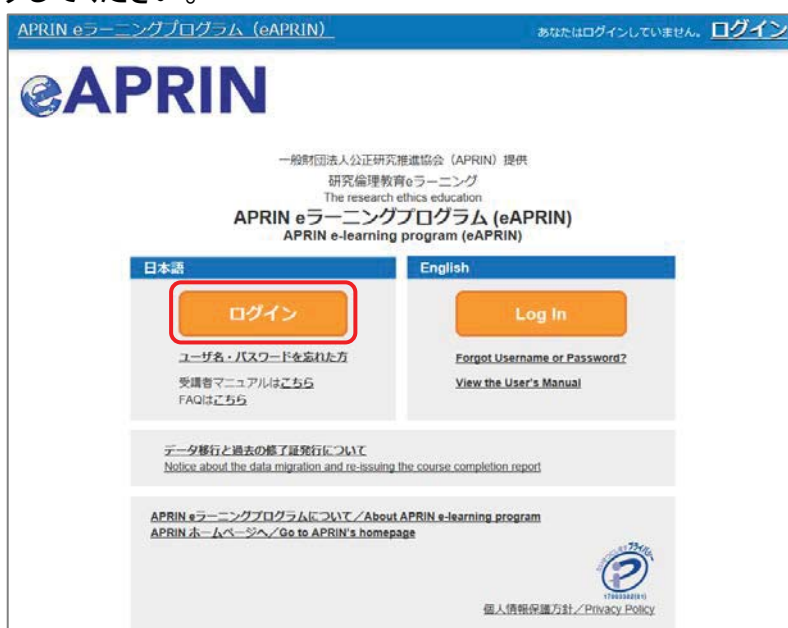 してください。
APRIN eラーニングプログラム（eAPRIN）
あなたはログインしていません。 ログイン
eAPRIN
一般財団法人公正研究推進協会（APRIN）提供
研究倫理教育eラーニング
The research ethics education
APRIN eラーニングプログラム (eAPRIN)
APRIN e-learning program (eAPRIN)
日本語
ログイン
ユーザ名・パスワードを忘れた方
受講者マニュアルはこちら
FAQはこちら
English
Log In
Forgot Username or Password?
View the User's Manual
データ移行と過去の修了証発行について
Notice about the data migration and re-issuing the course completion report
APRIN eラーニングプログラムについて／About APRIN e-learning program
APRIN ホームページへ／Go to APRIN's homepage
個人情報保護方針／Privacy Policy